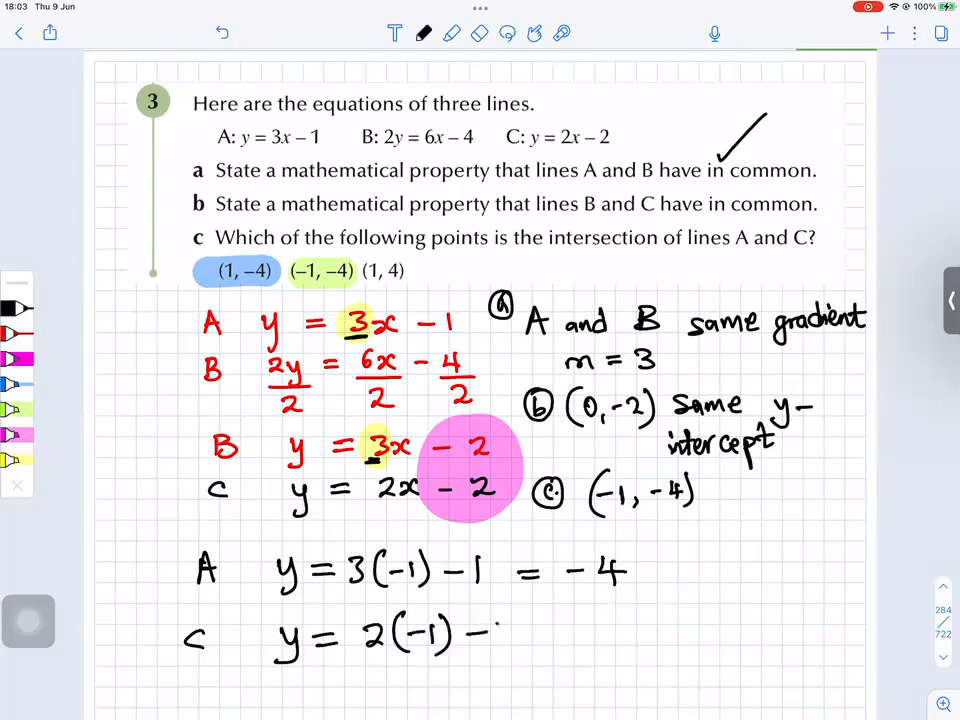 18:03 Thu 9 Jun
100%
3 Here are the equations of three lines.
A: y = 3x – 1 B: 2y = 6x – 4 C: y = 2x – 2
a State a mathematical property that lines A and B have in common.
b State a mathematical property that lines B and C have in common.
c Which of the following points is the intersection of lines A and C?
(1, –4) (–1, –4) (1, 4)
A y = 3x - 1
B 2y/2 = 6x/2 - 4/2
B y = 3x - 2
C y = 2x - 2
(a) A and B same gradient
m = 3
(b) (0, -2) same y-
intercept
(c) (-1, -4)
A y = 3(-1) - 1 = -4
C y = 2(-1) -
284
/
722